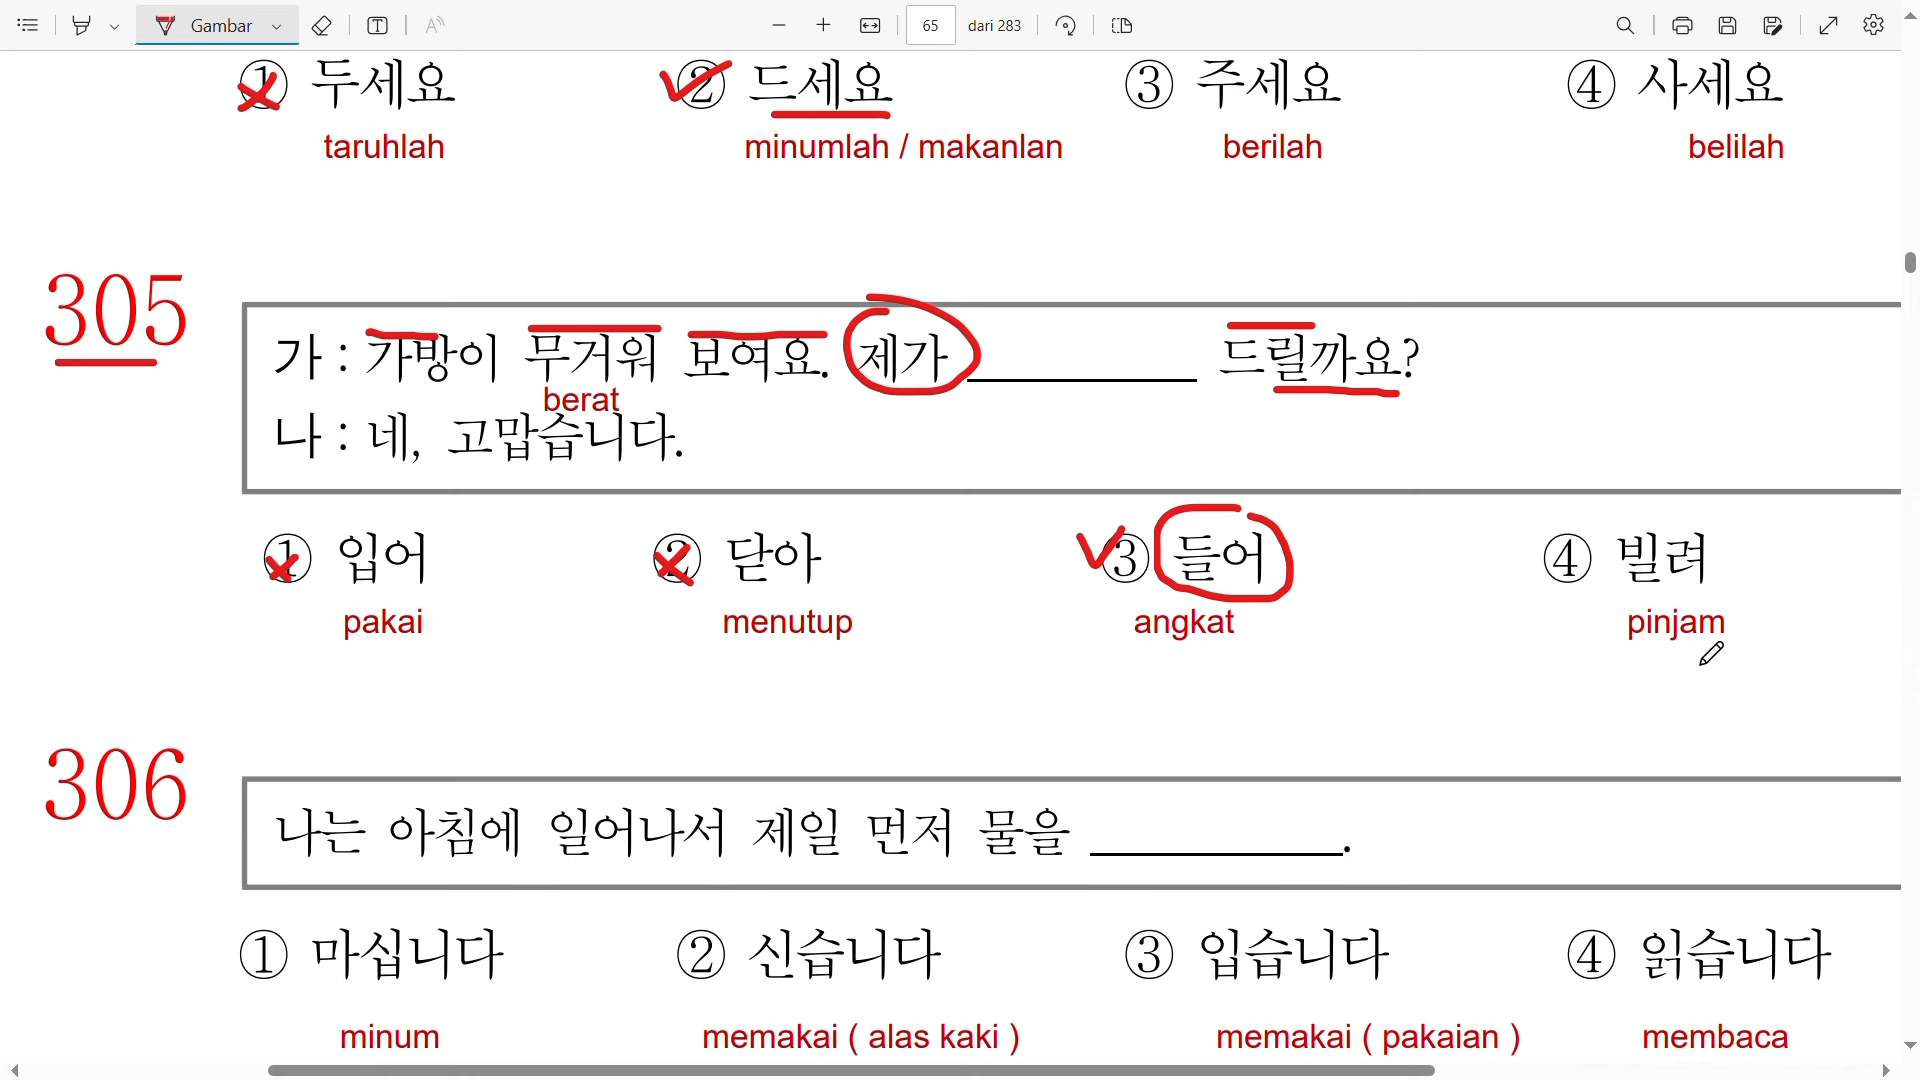 Gambar 65 dari 283
① 두세요 ② 드세요 ③ 주세요 ④ 사세요
taruhlah minumlah / makanlan berilah belilah
305
가 : 가방이 무거워 보여요. 제가 __________ 드릴까요?
berat
나 : 네, 고맙습니다.
① 입어 ② 닫아 ③ 들어 ④ 빌려
pakai menutup angkat pinjam
306
나는 아침에 일어나서 제일 먼저 물을 __________.
① 마십니다 ② 신습니다 ③ 입습니다 ④ 읽습니다
minum memakai ( alas kaki ) memakai ( pakaian ) membaca